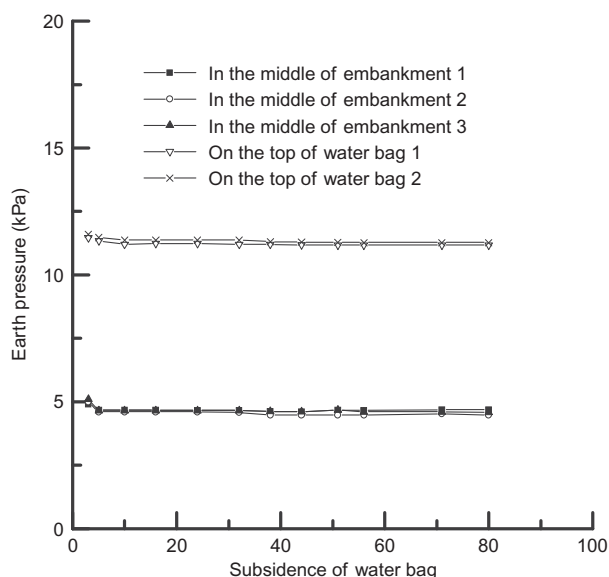 20
15
10
5
0
Earth pressure (kPa)
In the middle of embankment 1
In the middle of embankment 2
In the middle of embankment 3
On the top of water bag 1
On the top of water bag 2
0 20 40 60 80 100
Subsidence of water bag